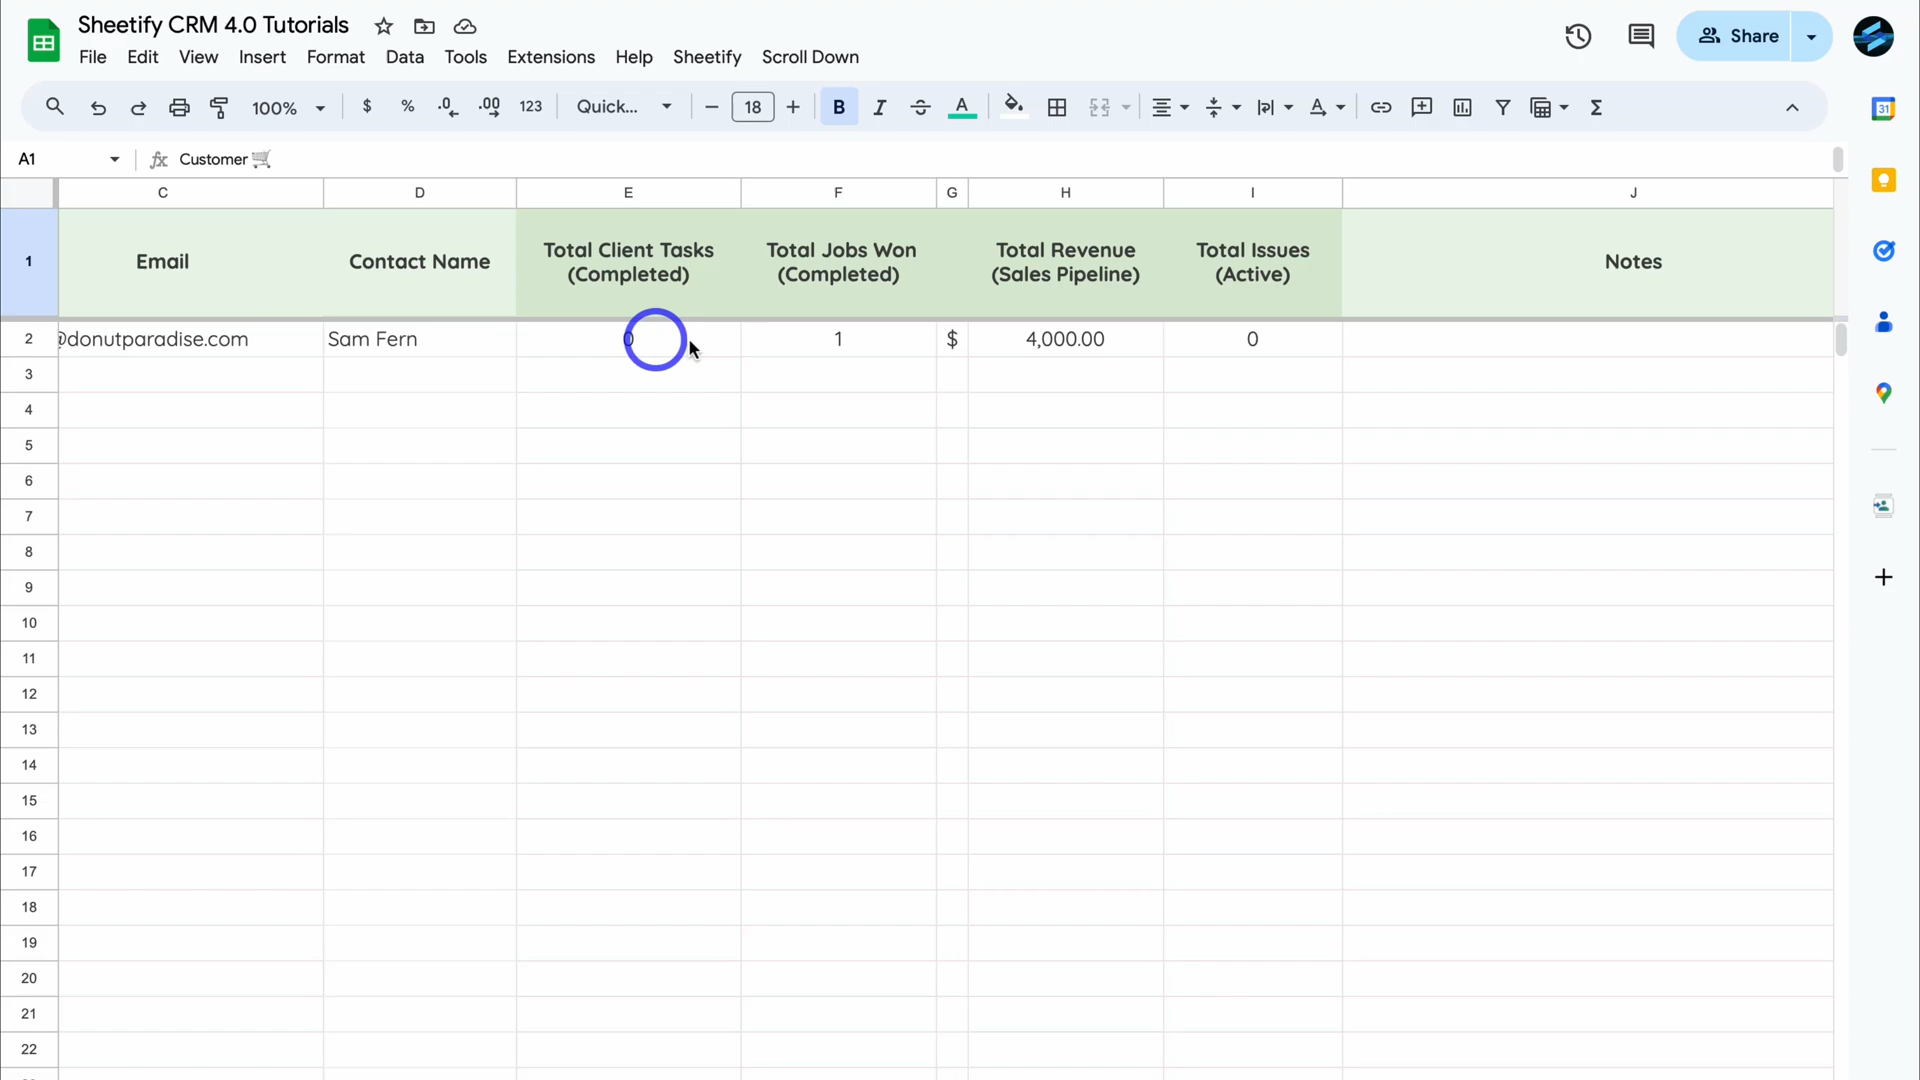 Sheetify CRM 4.0 Tutorials
File Edit View Insert Format Data Tools Extensions Help Sheetify Scroll Down
Share
100% $ % .0 .00 123 Quick... 18 B I A A Σ
31
A1 fx Customer 🛒
C D E F G H I J
1 Email Contact Name Total Client Tasks (Completed) Total Jobs Won (Completed) Total Revenue (Sales Pipeline) Total Issues (Active) Notes
2 @donutparadise.com Sam Fern 0 1 $ 4,000.00 0
3
4
5
6
7
8
9
10
11
12
13
14
15
16
17
18
19
20
21
22